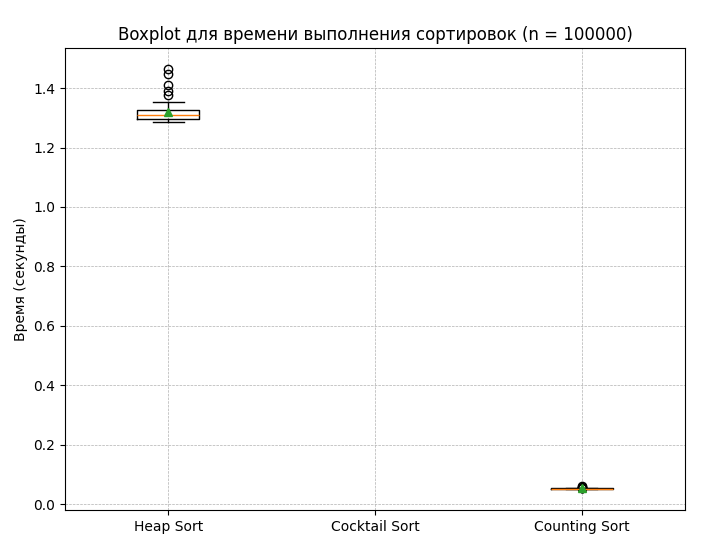 Boxplot для времени выполнения сортировок (n = 100000)
Время (секунды)
1.4
1.2
1.0
0.8
0.6
0.4
0.2
0.0
Heap Sort
Cocktail Sort
Counting Sort